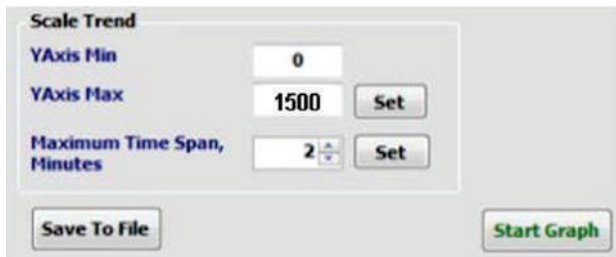 Scale Trend
YAxis Min 0
YAxis Max 1500 Set
Maximum Time Span, 2 Set
Minutes
Save To File Start Graph